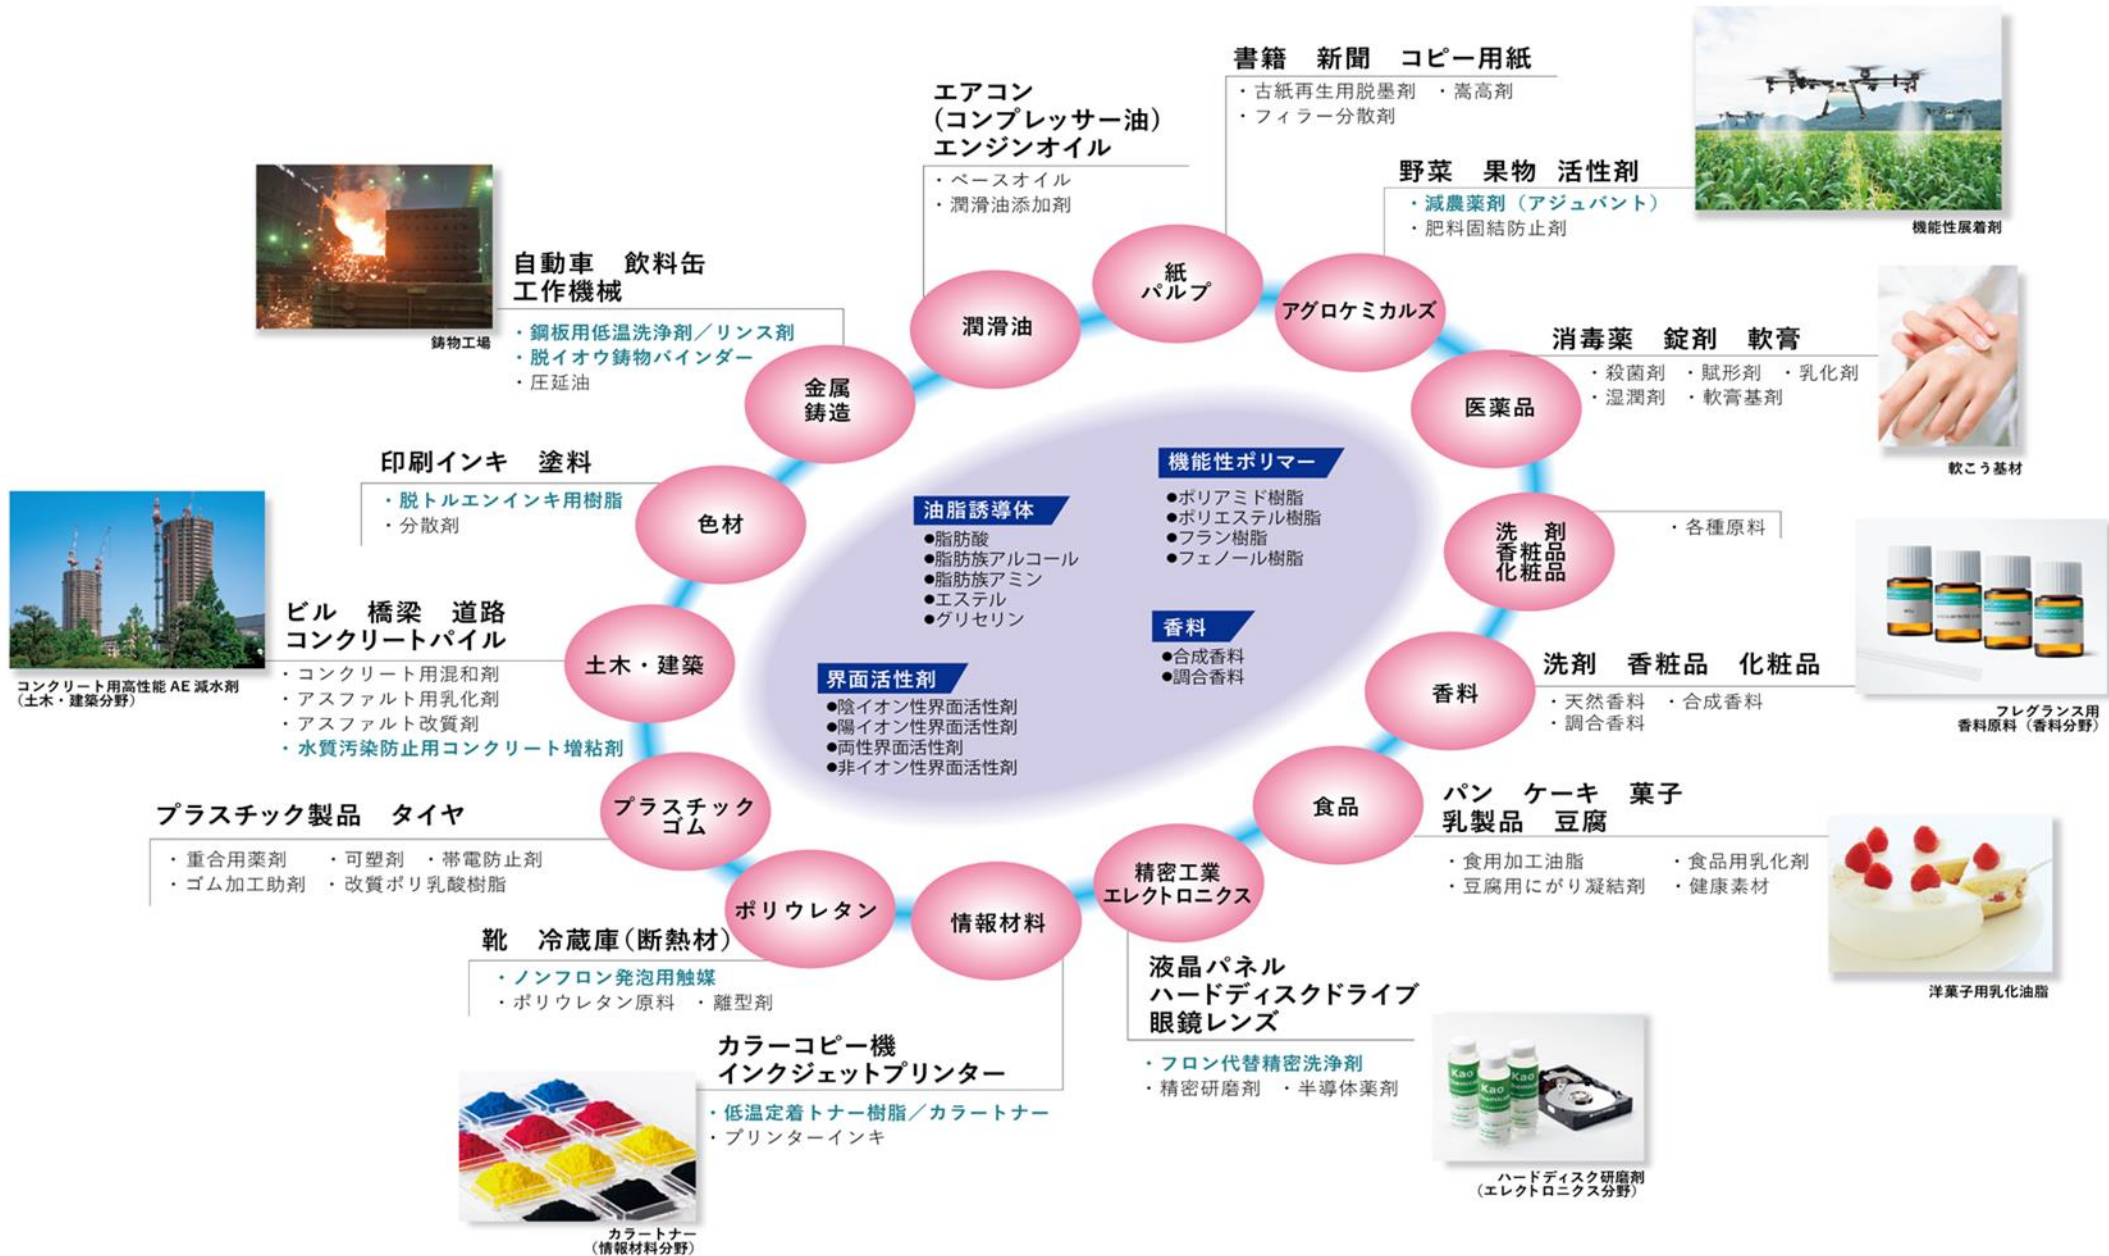 書籍 新聞 コピー用紙
・古紙再生用脱墨剤 ・嵩高剤
・フィラー分散剤
エアコン
(コンプレッサー油)
エンジンオイル
・ベースオイル
・潤滑油添加剤
野菜 果物 活性剤
・減農薬剤（アジュバント）
・肥料固結防止剤
機能性展着剤
自動車 飲料缶
工作機械
・鋼板用低温洗浄剤／リンス剤
・脱イオウ鋳物バインダー
・圧延油
鋳物工場
紙
パルプ
アグロケミカルズ
潤滑油
金属
鋳造
消毒薬 錠剤 軟膏
・殺菌剤 ・賦形剤 ・乳化剤
・湿潤剤 ・軟膏基剤
医薬品
軟こう基材
印刷インキ 塗料
・脱トルエンインキ用樹脂
・分散剤
色材
機能性ポリマー
●ポリアミド樹脂
●ポリエステル樹脂
●フラン樹脂
●フェノール樹脂
油脂誘導体
●脂肪酸
●脂肪族アルコール
●脂肪族アミン
●エステル
●グリセリン
洗 剤
香粧品
化粧品
・各種原料
香料
●合成香料
●調合香料
界面活性剤
●陰イオン性界面活性剤
●陽イオン性界面活性剤
●両性界面活性剤
●非イオン性界面活性剤
ビル 橋梁 道路
コンクリートパイル
・コンクリート用混和剤
・アスファルト用乳化剤
・アスファルト改質剤
・水質汚染防止用コンクリート増粘剤
コンクリート用高性能 AE 減水剤
（土木・建築分野）
土木・建築
香料
洗剤 香粧品 化粧品
・天然香料 ・合成香料
・調合香料
フレグランス用
香料原料（香料分野）
プラスチック製品 タイヤ
・重合用薬剤 ・可塑剤 ・帯電防止剤
・ゴム加工助剤 ・改質ポリ乳酸樹脂
プラスチック
ゴム
食品
パン ケーキ 菓子
乳製品 豆腐
・食用加工油脂 ・食品用乳化剤
・豆腐用にがり凝結剤 ・健康素材
洋菓子用乳化油脂
ポリウレタン
靴 冷蔵庫(断熱材)
・ノンフロン発泡用触媒
・ポリウレタン原料 ・離型剤
情報材料
カラーコピー機
インクジェットプリンター
・低温定着トナー樹脂／カラートナー
・プリンターインキ
カラートナー
（情報材料分野）
精密工業
エレクトロニクス
液晶パネル
ハードディスクドライブ
眼鏡レンズ
・フロン代替精密洗浄剤
・精密研磨剤 ・半導体薬剤
Kao
Kao
Kao
ハードディスク研磨剤
（エレクトロニクス分野）